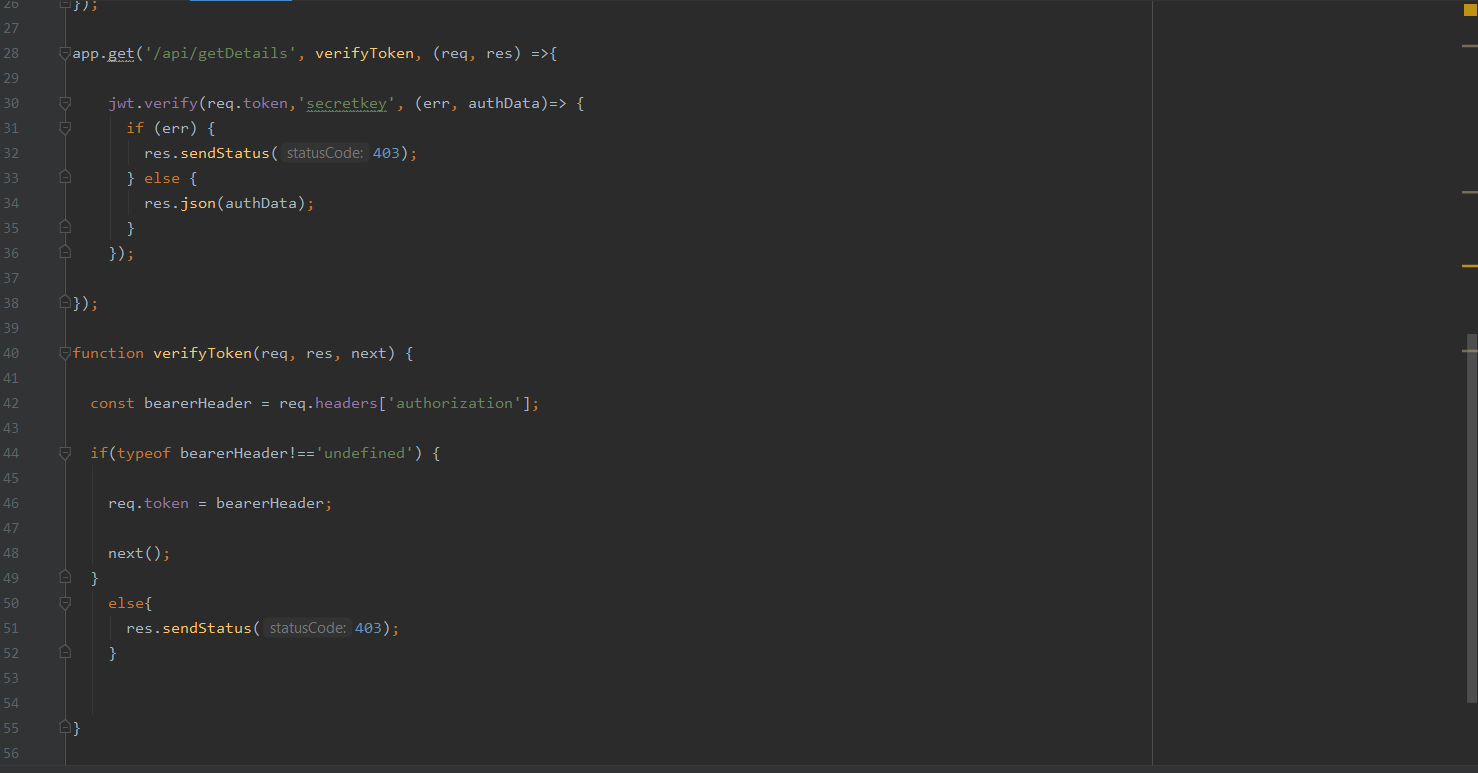 26 });
27
28 app.get('/api/getDetails', verifyToken, (req, res) =>{
29
30 jwt.verify(req.token,'secretkey', (err, authData)=> {
31 if (err) {
32 res.sendStatus( statusCode: 403);
33 } else {
34 res.json(authData);
35 }
36 });
37
38 });
39
40 function verifyToken(req, res, next) {
41
42 const bearerHeader = req.headers['authorization'];
43
44 if(typeof bearerHeader!=='undefined') {
45
46 req.token = bearerHeader;
47
48 next();
49 }
50 else{
51 res.sendStatus( statusCode: 403);
52 }
53
54
55 }
56